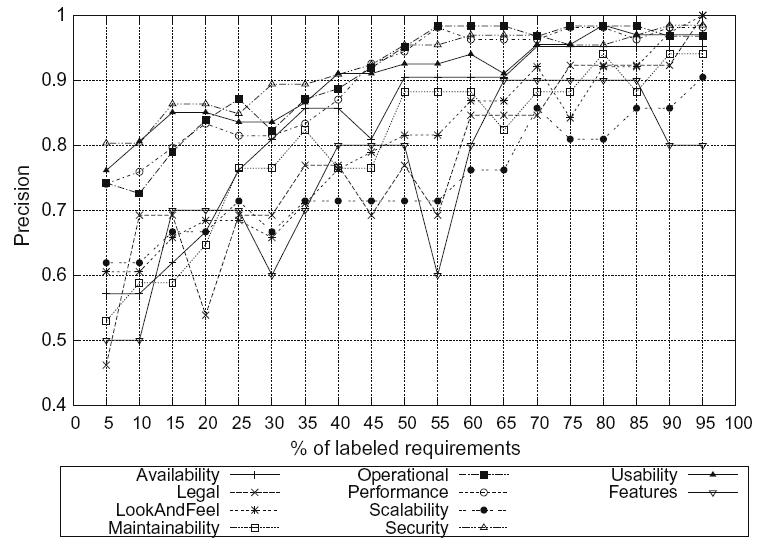 1
0.9
0.8
0.7
0.6
0.5
0.4
Precision
0 5 10 15 20 25 30 35 40 45 50 55 60 65 70 75 80 85 90 95 100
% of labeled requirements
Availability Operational Usability
Legal Performance Features
LookAndFeel Scalability
Maintainability Security